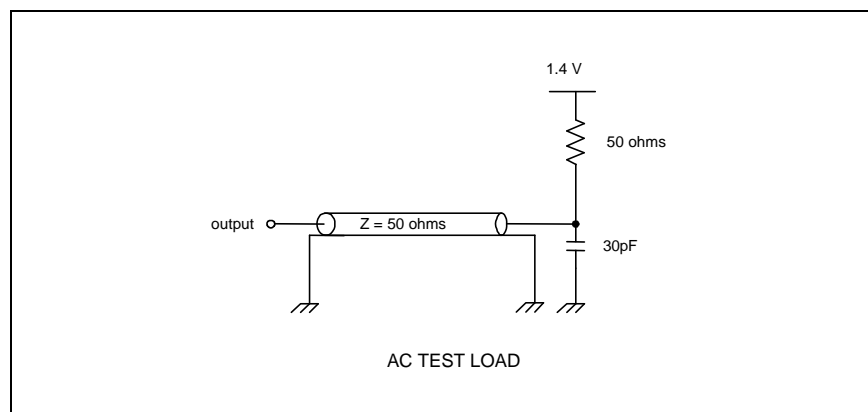 1.4 V
50 ohms
output
Z = 50 ohms
30pF
AC TEST LOAD